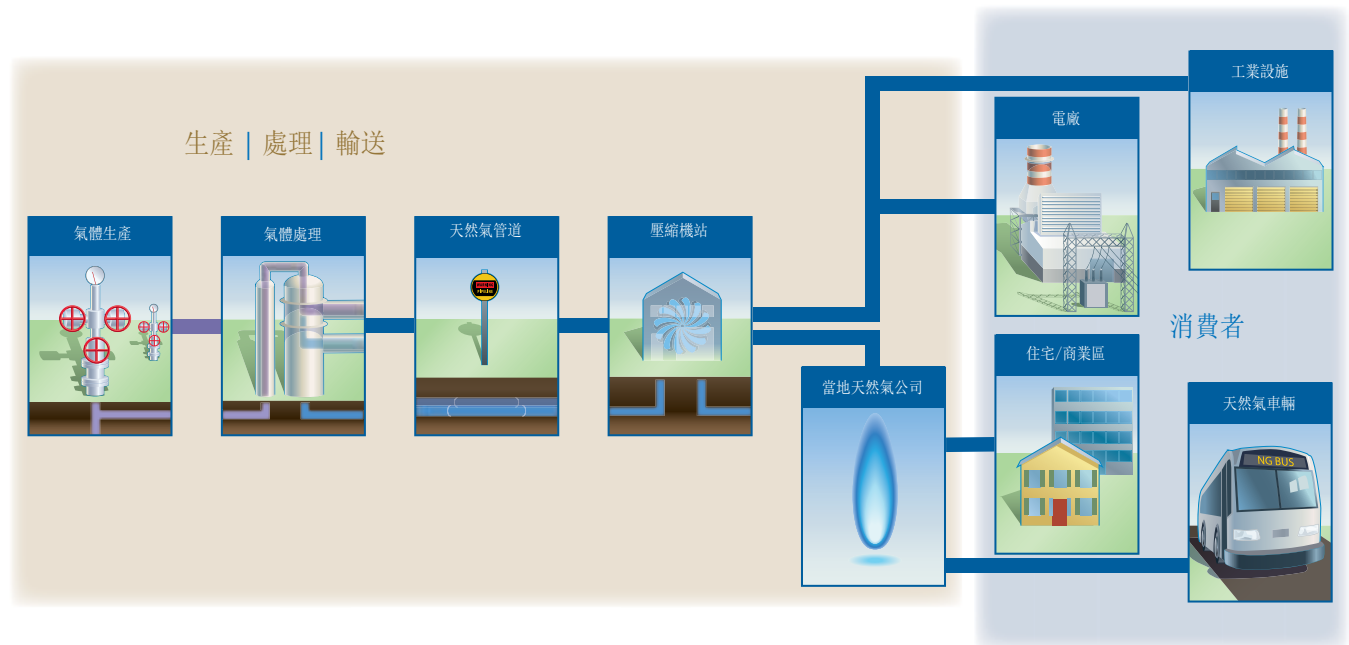 生產 | 處理 | 輸送
氣體生產
氣體處理
天然氣管道
壓縮機站
當地天然氣公司
電廠
工業設施
消費者
住宅/商業區
天然氣車輛
NG BUS